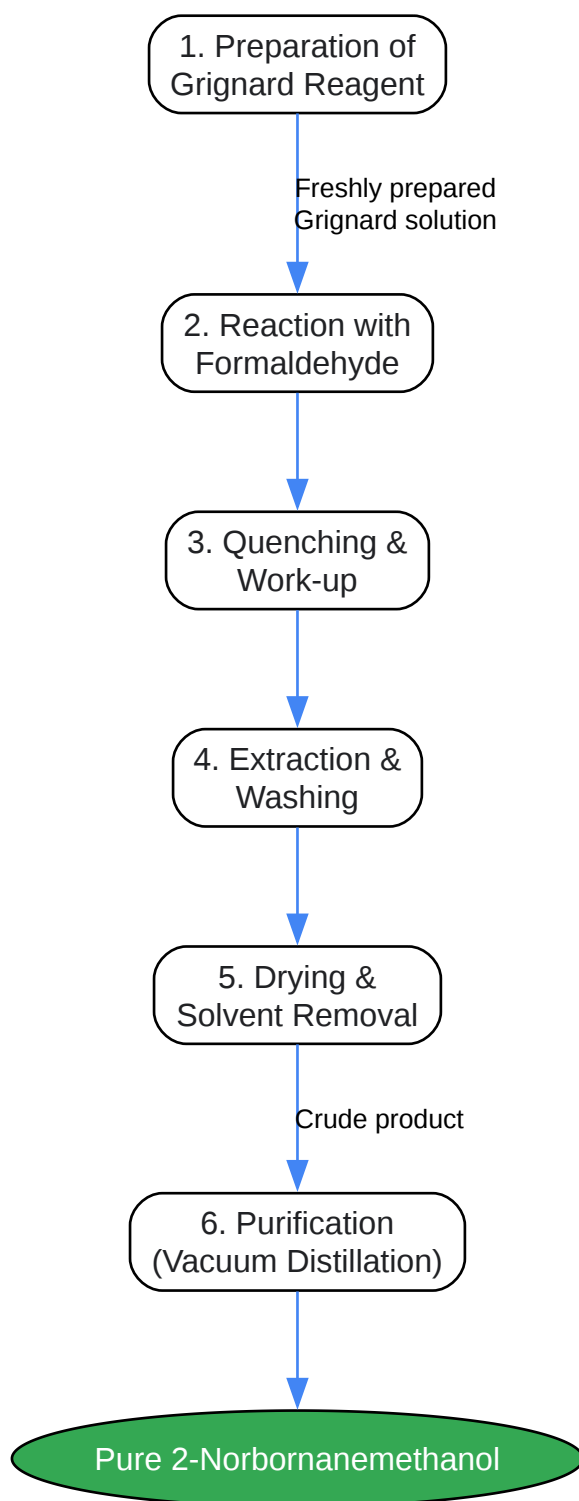 1. Preparation of
Grignard Reagent
Freshly prepared
Grignard solution
2. Reaction with
Formaldehyde
3. Quenching &
Work-up
4. Extraction &
Washing
5. Drying &
Solvent Removal
Crude product
6. Purification
(Vacuum Distillation)
Pure 2-Norbornanemethanol